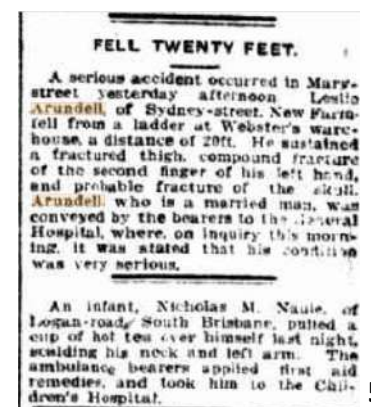 FELL TWENTY FEET.
A serious accident occurred in Mary-
street yesterday afternoon Leslie
Arundell, of Sydney-street, New Farm
fell from a ladder at Webster's ware-
house, a distance of 20ft. He sustained
a fractured thigh, compound fracture
of the second finger of his left hand,
and probable fracture of the skull.
Arundell, who is a married man, was
conveyed by the bearers to the General
Hospital, where, on inquiry this morn-
ing, it was stated that his condition
was very serious.
An infant, Nicholas M. Naule, of
Logan-road, South Brisbane, pulled a
cup of hot tea over himself last night,
scalding his neck and left arm. The
ambulance bearers applied first aid
remedies, and took him to the Chil-
dren's Hospital.